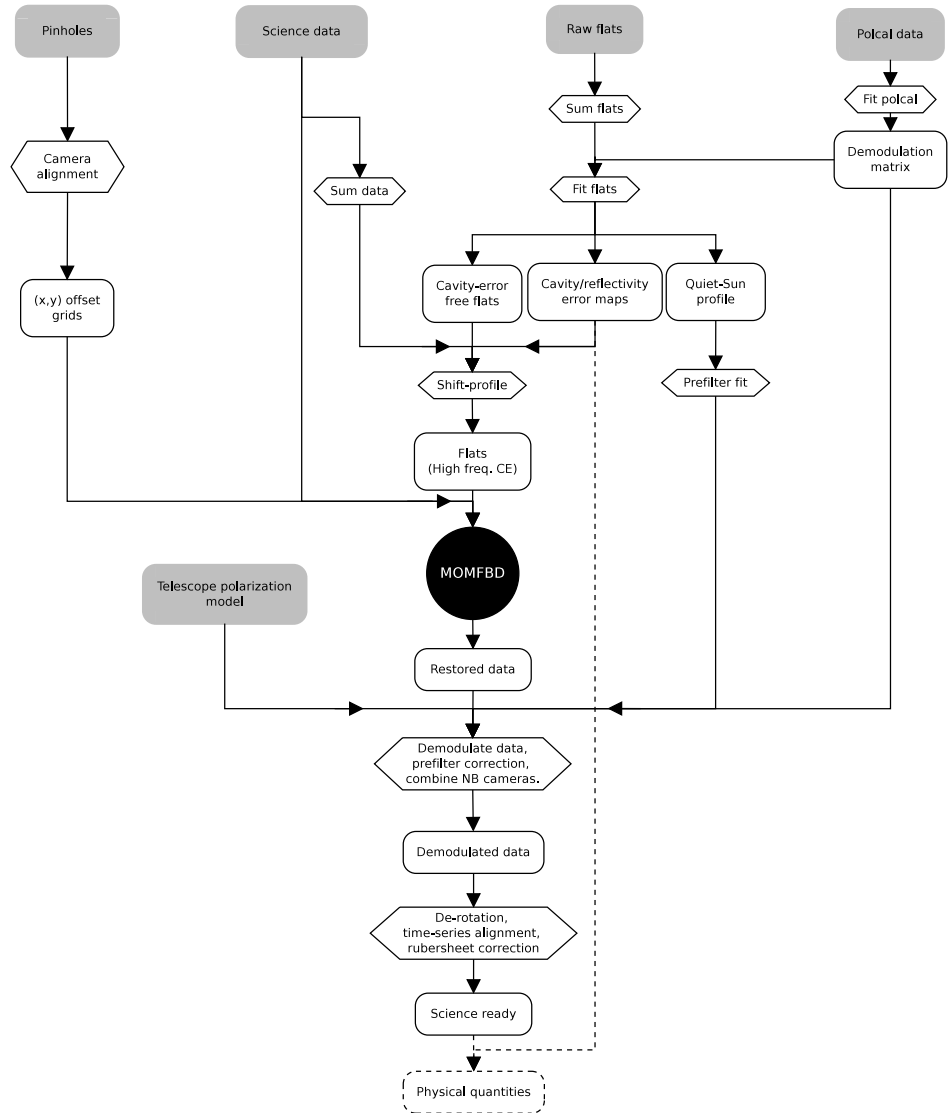 Pinholes
Science data
Raw flats
Polcal data
Fit polcal
Sum flats
Camera
alignment
Demodulation
matrix
Sum data
Fit flats
(x,y) offset
grids
Cavity-error
free flats
Cavity/reflectivity
error maps
Quiet-Sun
profile
Shift-profile
Prefilter fit
Flats
(High freq. CE)
MOMFBD
Telescope polarization
model
Restored data
Demodulate data,
prefilter correction,
combine NB cameras.
Demodulated data
De-rotation,
time-series alignment,
rubersheet correction
Science ready
Physical quantities